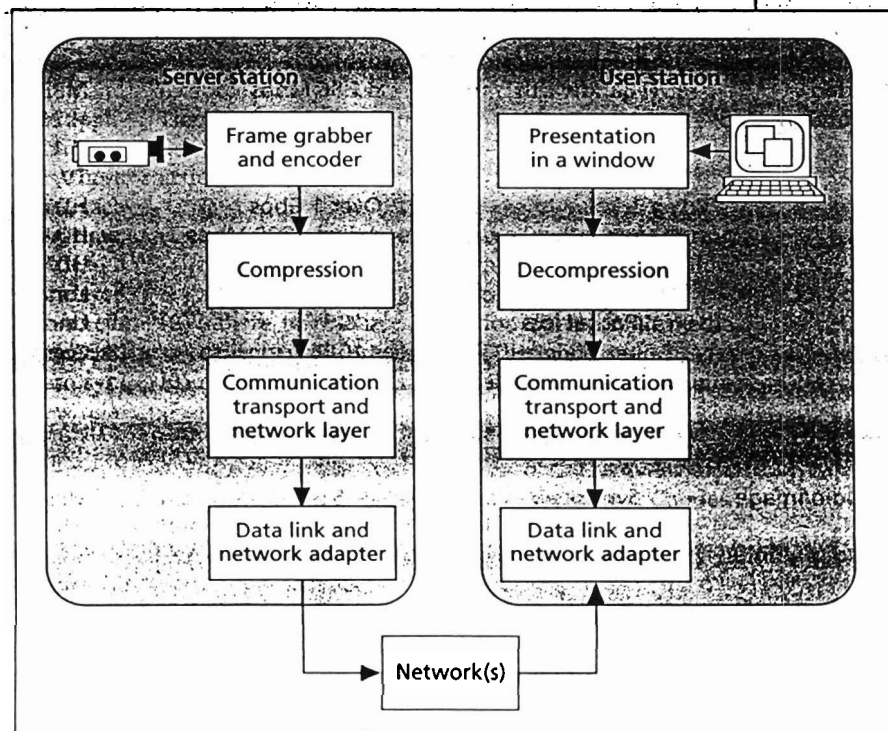 Server station
Frame grabber
and encoder
Compression
Communication
transport and
network layer
Data link and
network adapter
User station
Presentation
in a window
Decompression
Communication
transport and
network layer
Data link and
network adapter
Network(s)